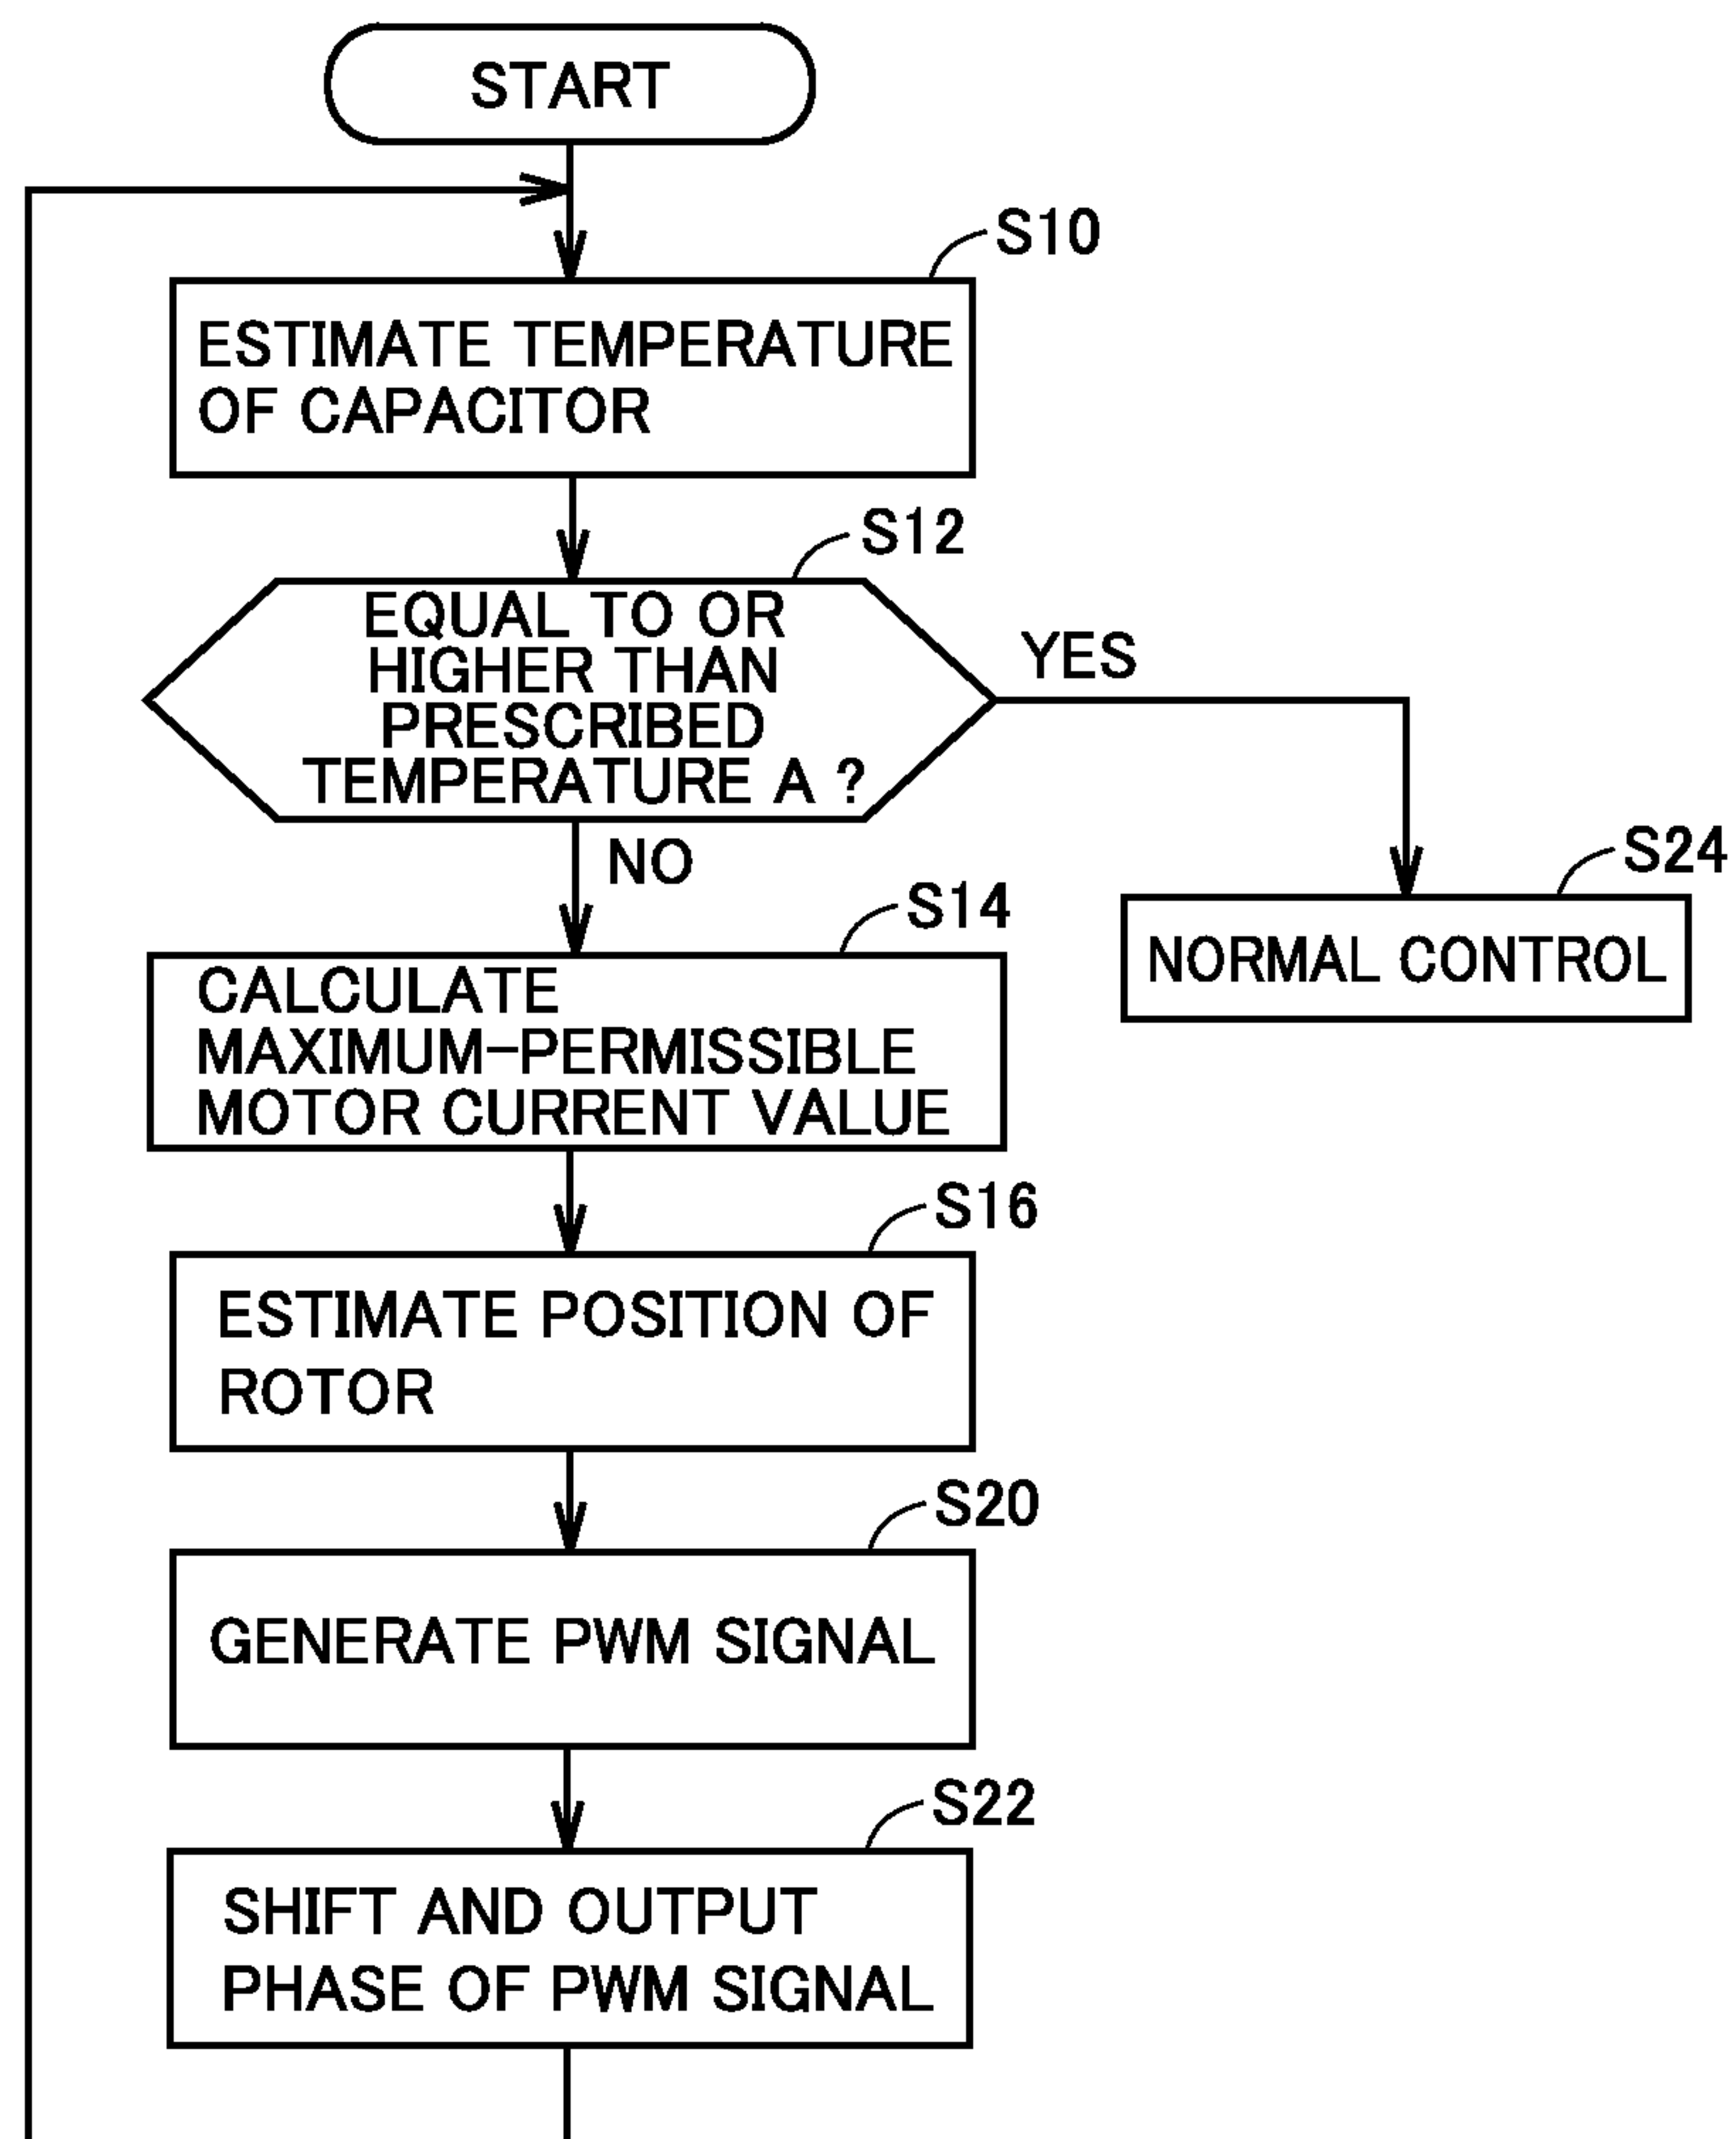 START
S10
ESTIMATE TEMPERATURE
OF CAPACITOR
S12
EQUAL TO OR
HIGHER THAN
PRESCRIBED
TEMPERATURE A ?
YES
NO
S24
NORMAL CONTROL
S14
CALCULATE
MAXIMUM-PERMISSIBLE
MOTOR CURRENT VALUE
S16
ESTIMATE POSITION OF
ROTOR
S20
GENERATE PWM SIGNAL
S22
SHIFT AND OUTPUT
PHASE OF PWM SIGNAL